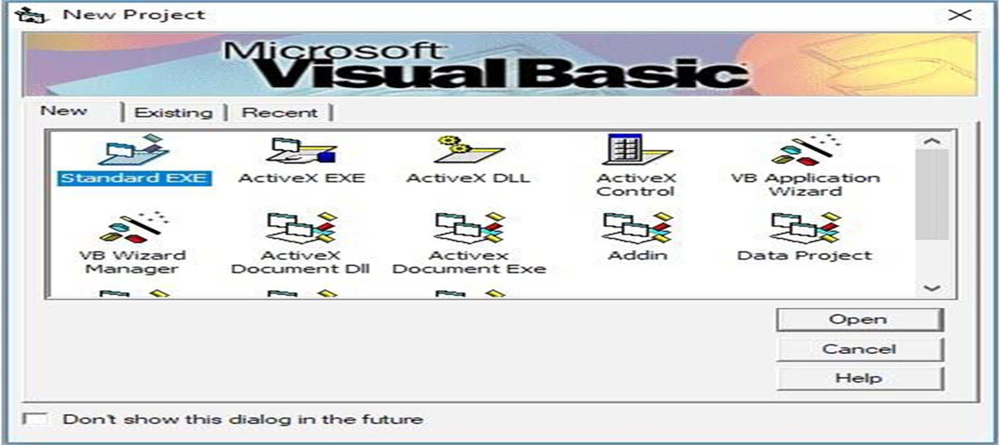 New Project
Microsoft
Visual Basic
New Existing Recent
Standard EXE ActiveX EXE ActiveX DLL ActiveX VB Application
Control Wizard
VB Wizard ActiveX Activex Addin Data Project
Manager Document Dll Document Exe
Open
Cancel
Help
Don't show this dialog in the future